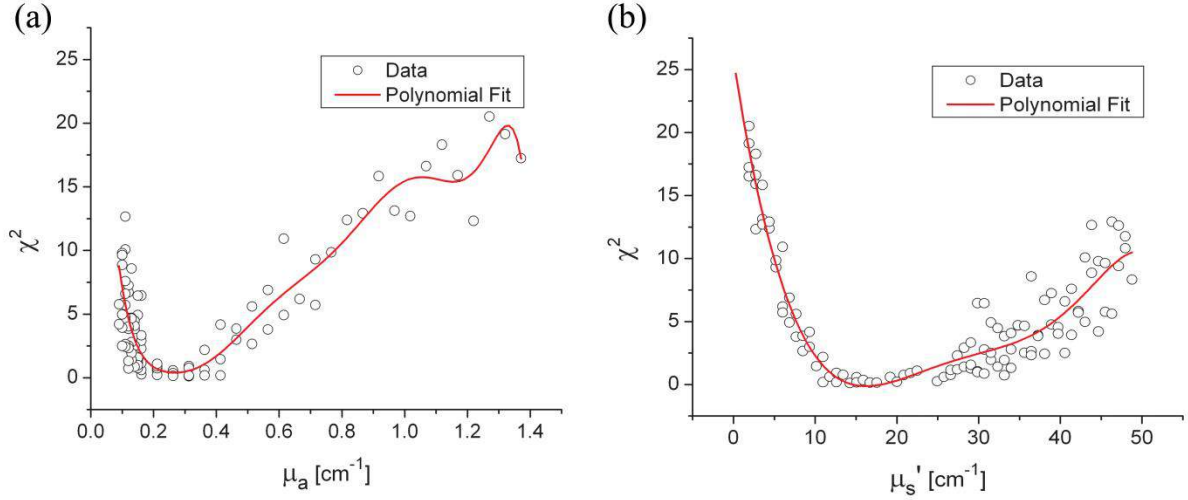 (a)
25
20
15
10
5
0
χ²
Data
Polynomial Fit
0.0 0.2 0.4 0.6 0.8 1.0 1.2 1.4
μₐ [cm⁻¹]
(b)
25
20
15
10
5
0
χ²
Data
Polynomial Fit
0 10 20 30 40 50
μₛ' [cm⁻¹]